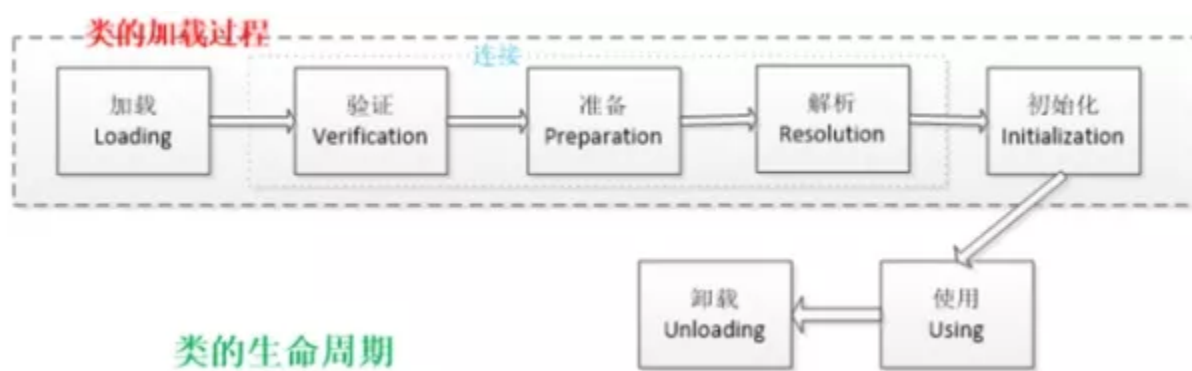 类的加载过程
连接
加载
Loading
验证
Verification
准备
Preparation
解析
Resolution
初始化
Initialization
卸载
Unloading
使用
Using
类的生命周期